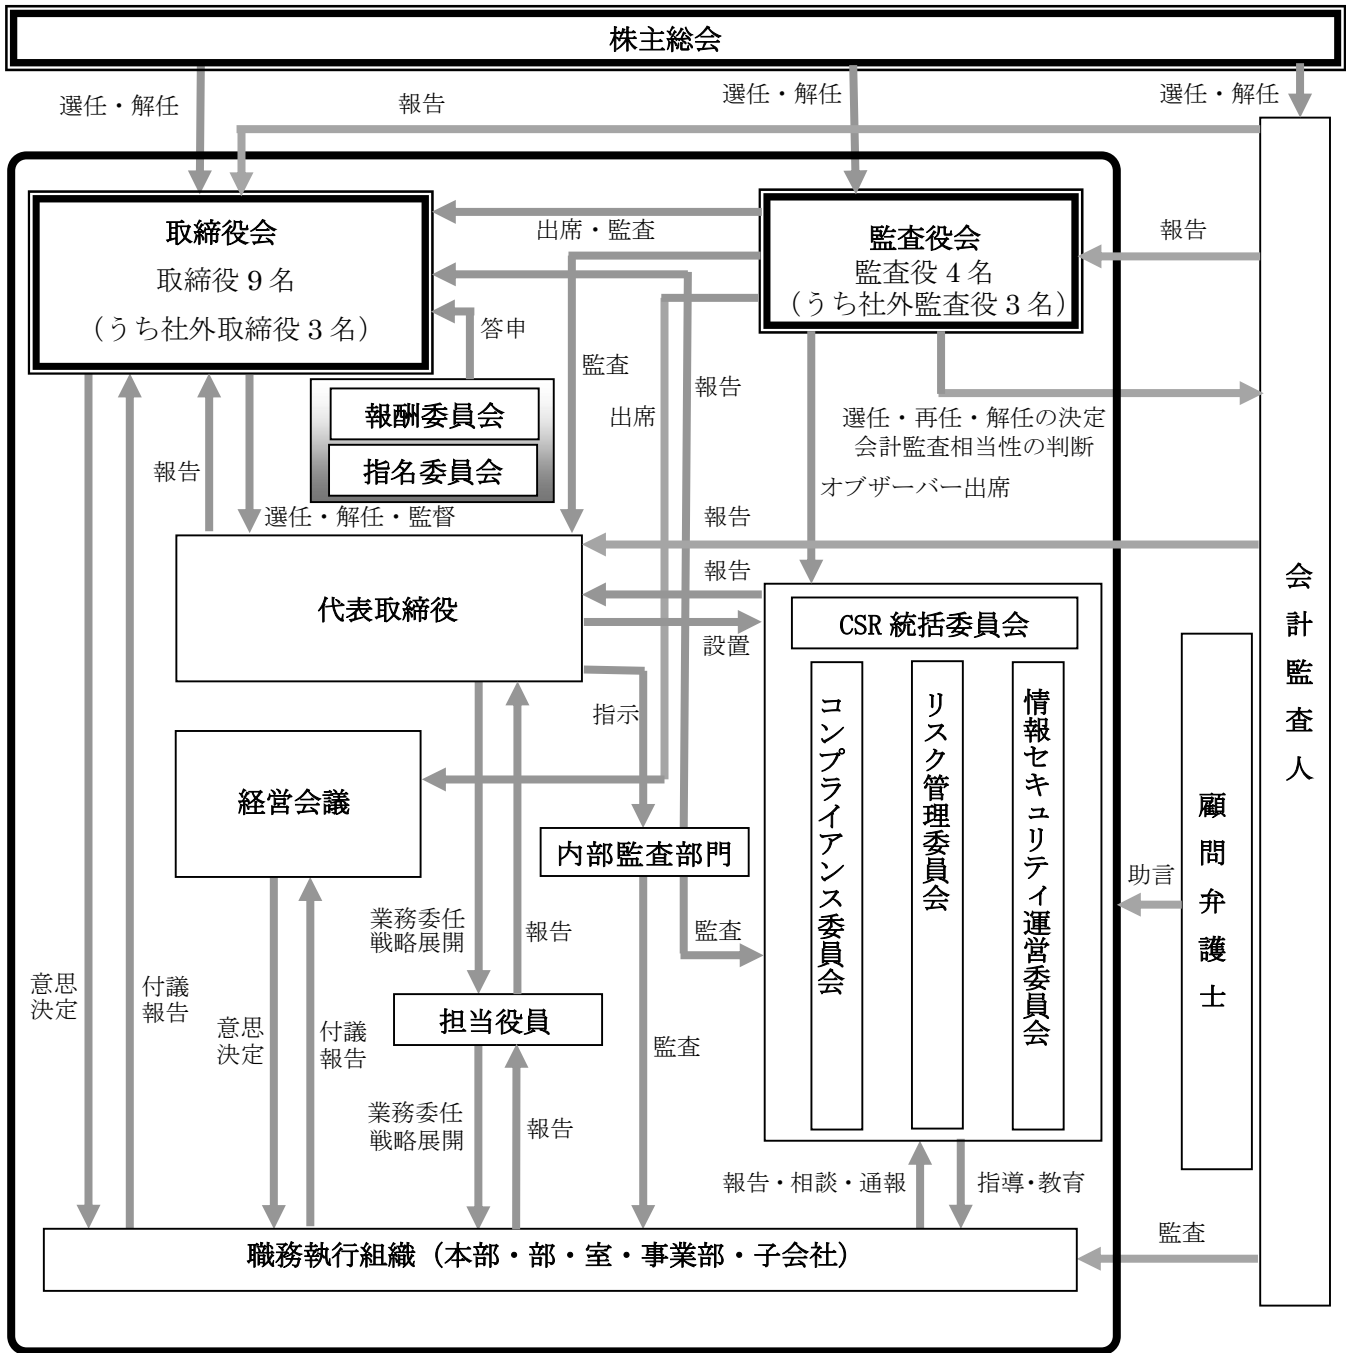 株主総会
選任・解任
報告
選任・解任
選任・解任
取締役会
取締役 9 名
（うち社外取締役 3 名）
出席・監査
監査役会
監査役 4 名
（うち社外監査役 3 名）
報告
答申
監査
報告
出席
報酬委員会
指名委員会
選任・再任・解任の決定
会計監査相当性の判断
オブザーバー出席
報告
選任・解任・監督
報告
代表取締役
報告
設置
CSR 統括委員会
コンプライアンス委員会
リスク管理委員会
情報セキュリティ運営委員会
会計監査人
顧問弁護士
助言
指示
経営会議
内部監査部門
業務委任
戦略展開
報告
監査
意思
決定
付議
報告
意思
決定
付議
報告
担当役員
監査
業務委任
戦略展開
報告
報告・相談・通報
指導・教育
職務執行組織（本部・部・室・事業部・子会社）
監査